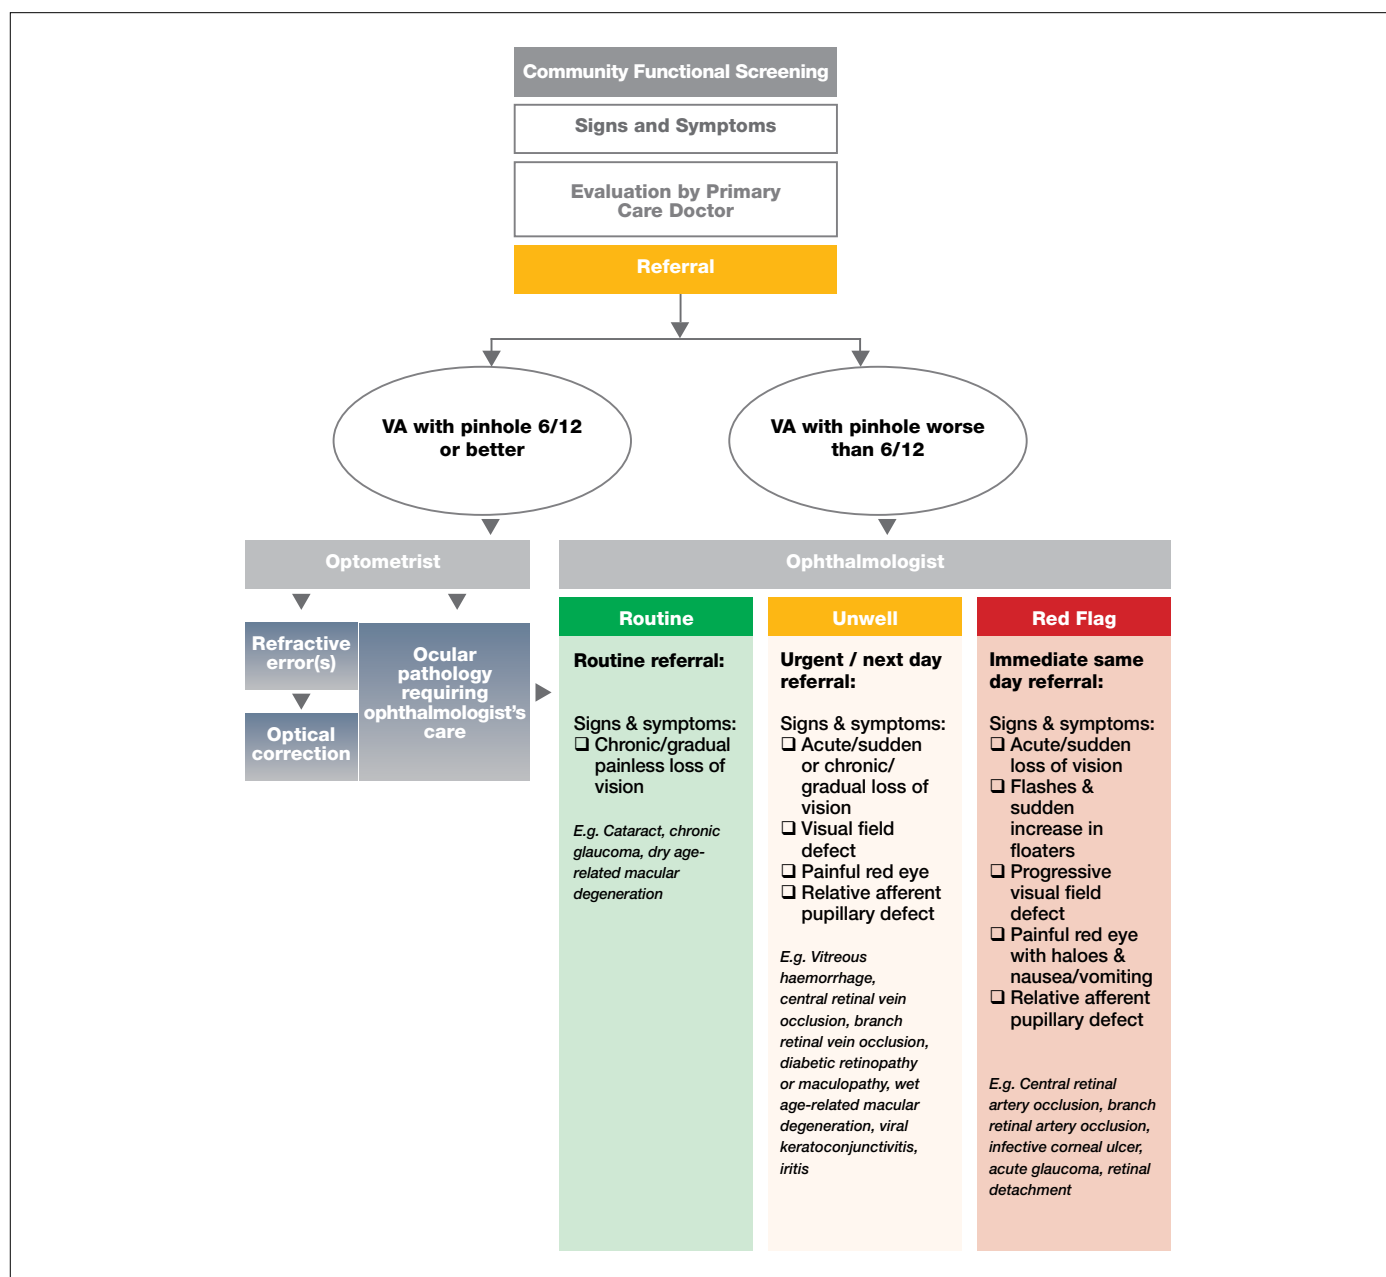 Community Functional Screening
Signs and Symptoms
Evaluation by Primary
Care Doctor
Referral
VA with pinhole 6/12
or better
VA with pinhole worse
than 6/12
Optometrist
Refractive
error(s)
Optical
correction
Ocular
pathology
requiring
ophthalmologist's
care
Ophthalmologist
Routine
Routine referral:
Signs & symptoms:
❑ Chronic/gradual
painless loss of
vision
E.g. Cataract, chronic
glaucoma, dry age-
related macular
degeneration
Unwell
Urgent / next day
referral:
Signs & symptoms:
❑ Acute/sudden
or chronic/
gradual loss of
vision
❑ Visual field
defect
❑ Painful red eye
❑ Relative afferent
pupillary defect
E.g. Vitreous
haemorrhage,
central retinal vein
occlusion, branch
retinal vein occlusion,
diabetic retinopathy
or maculopathy, wet
age-related macular
degeneration, viral
keratoconjunctivitis,
iritis
Red Flag
Immediate same
day referral:
Signs & symptoms:
❑ Acute/sudden
loss of vision
❑ Flashes &
sudden
increase in
floaters
❑ Progressive
visual field
defect
❑ Painful red eye
with haloes &
nausea/vomiting
❑ Relative afferent
pupillary defect
E.g. Central retinal
artery occlusion, branch
retinal artery occlusion,
infective corneal ulcer,
acute glaucoma, retinal
detachment